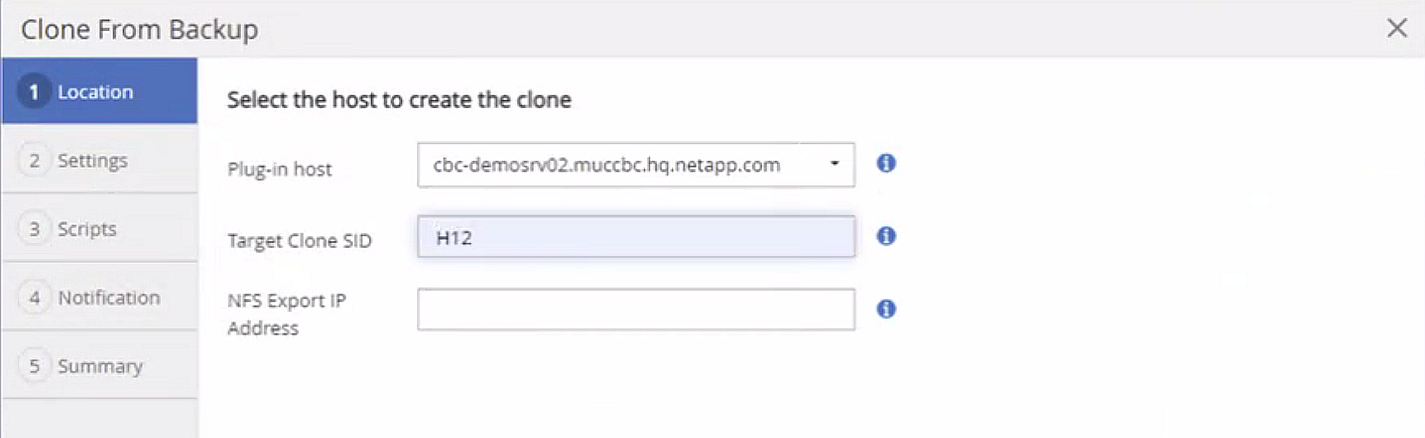 Clone From Backup
1 Location
2 Settings
3 Scripts
4 Notification
5 Summary
Select the host to create the clone
Plug-in host
cbc-demosrv02.muccbc.hq.netapp.com
Target Clone SID
H12
NFS Export IP
Address